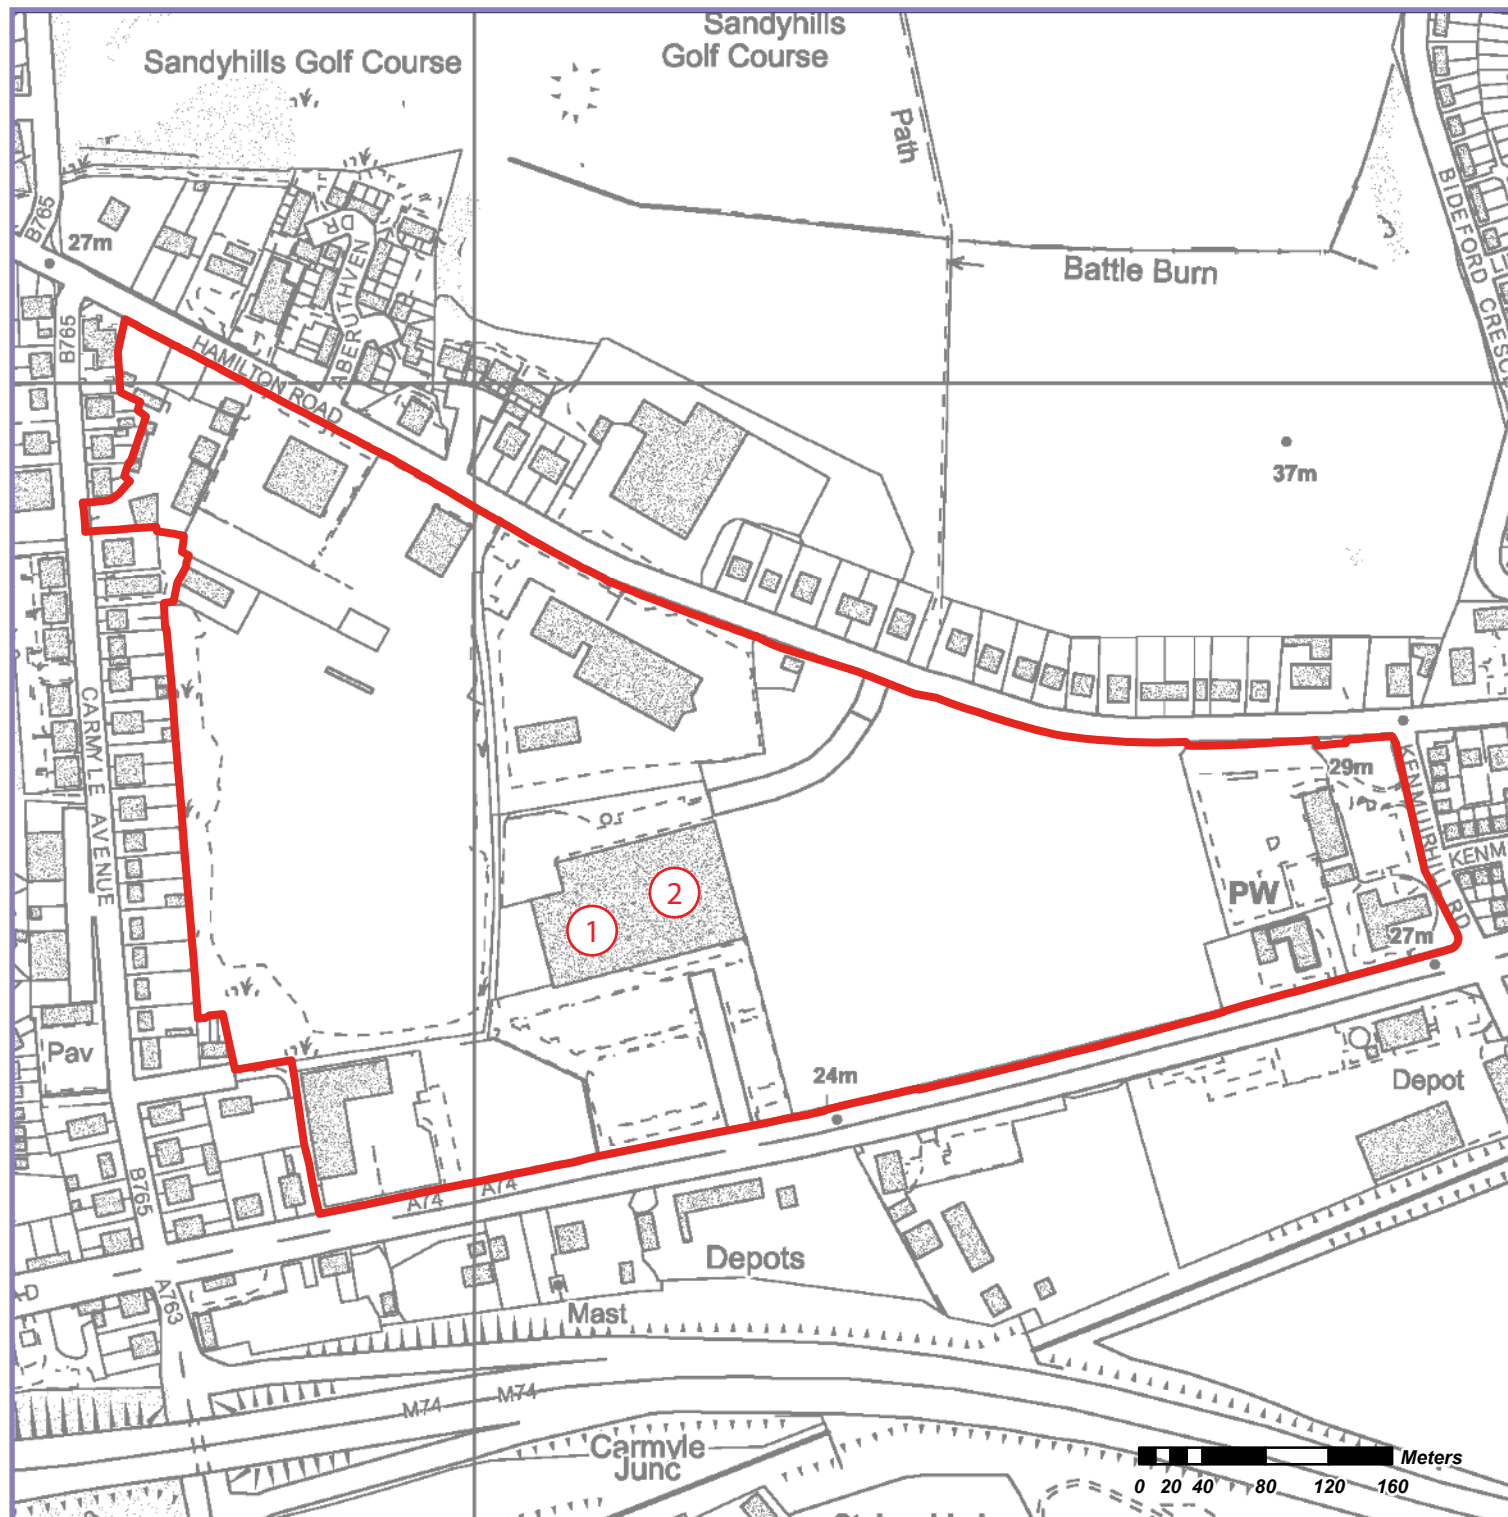 Sandyhills
Golf Course
Sandyhills Golf Course
Path
B765
27m
BIDEFORD CRESC
DR
ABERUTHVEN
Battle Burn
B765
HAMILTON ROAD
37m
CARMYLE AVENUE
KENMUIRHILL RD
29m
KENM
PW
2
1
27m
Pav
24m
Depot
B765
A74
A74
Depots
A763
Mast
M74
M74
Carmyle
Junc
Meters
0 20 40 80 120 160